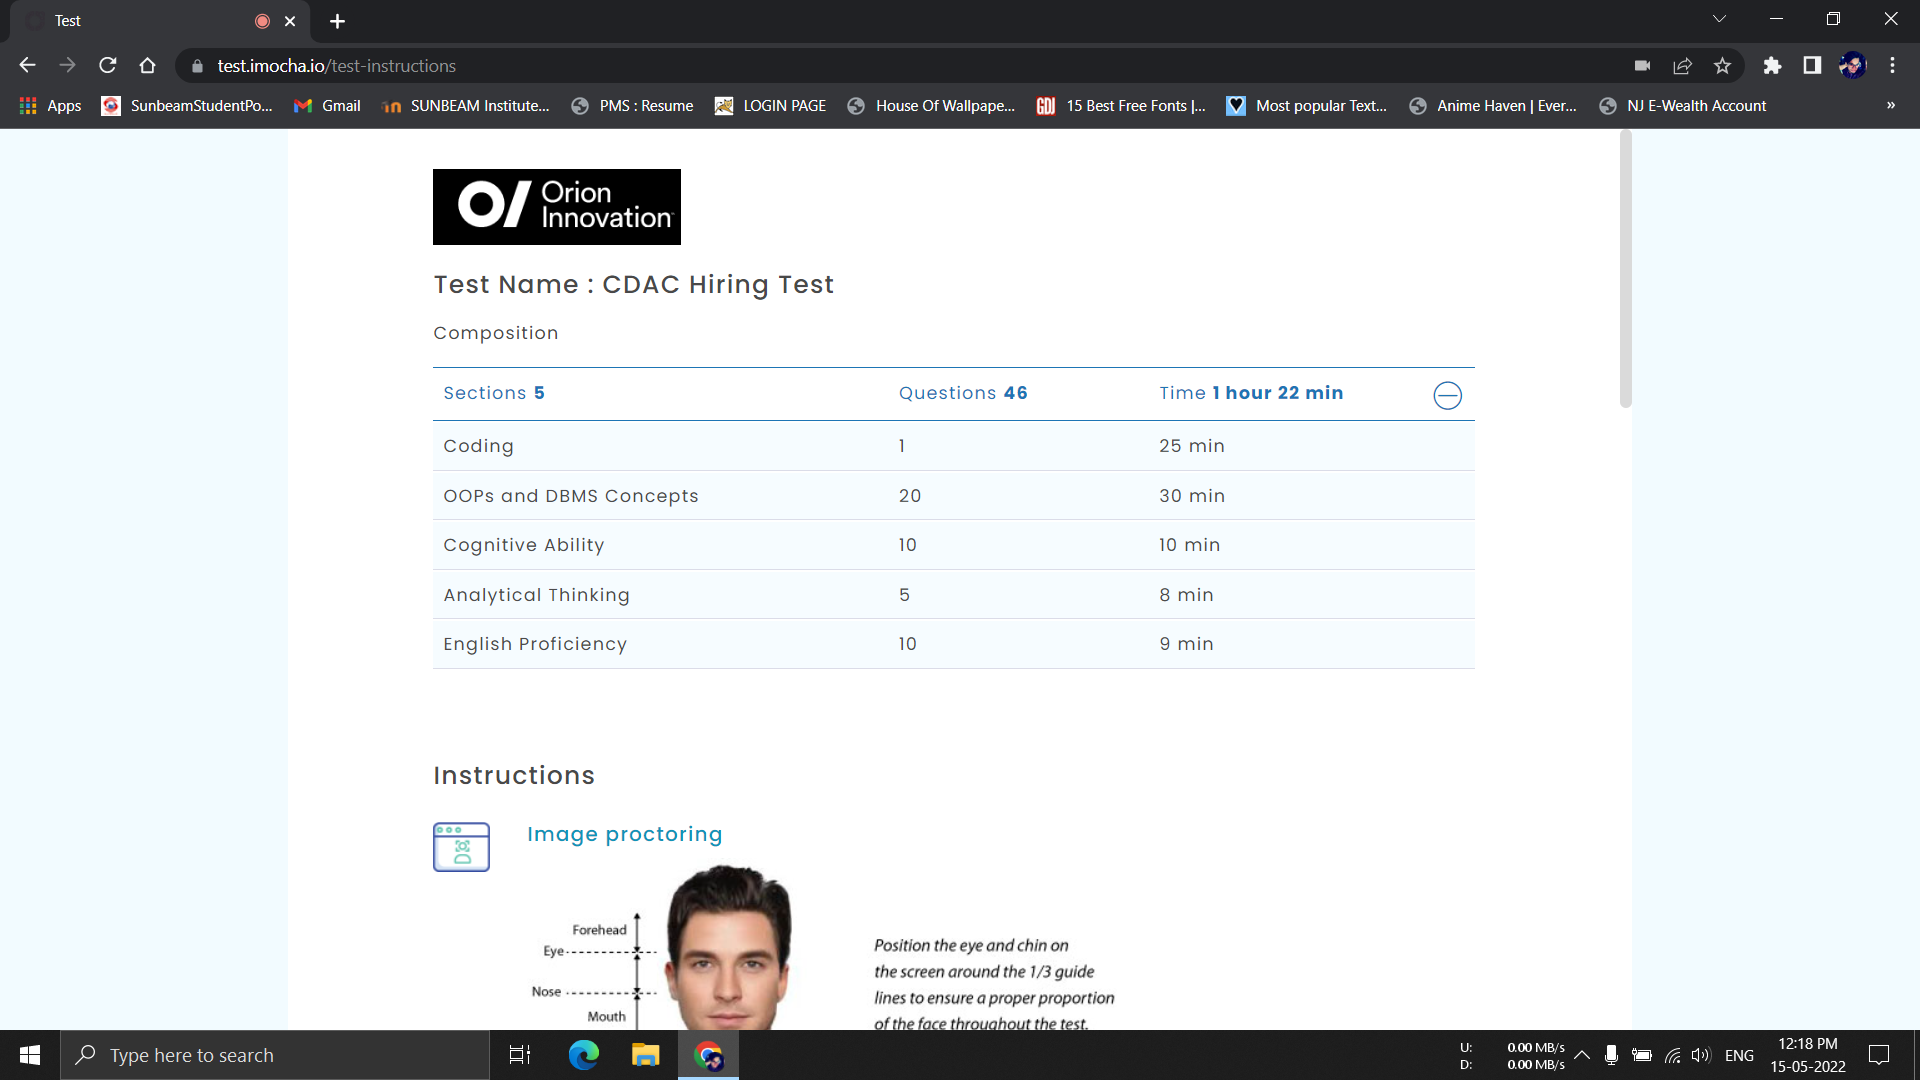 Test
test.imocha.io/test-instructions
Apps SunbeamStudentPo... Gmail SUNBEAM Institute... PMS : Resume LOGIN PAGE House Of Wallpape... GDJ 15 Best Free Fonts |... Most popular Text... Anime Haven | Ever... NJ E-Wealth Account »
Orion
Innovation
Test Name : CDAC Hiring Test
Composition
Sections 5 Questions 46 Time 1 hour 22 min
Coding 1 25 min
OOPs and DBMS Concepts 20 30 min
Cognitive Ability 10 10 min
Analytical Thinking 5 8 min
English Proficiency 10 9 min
Instructions
Image proctoring
Forehead
Eye
Nose
Mouth
Position the eye and chin on
the screen around the 1/3 guide
lines to ensure a proper proportion
of the face throughout the test.
Type here to search
U: 0.00 MB/s
D: 0.00 MB/s
ENG
12:18 PM
15-05-2022